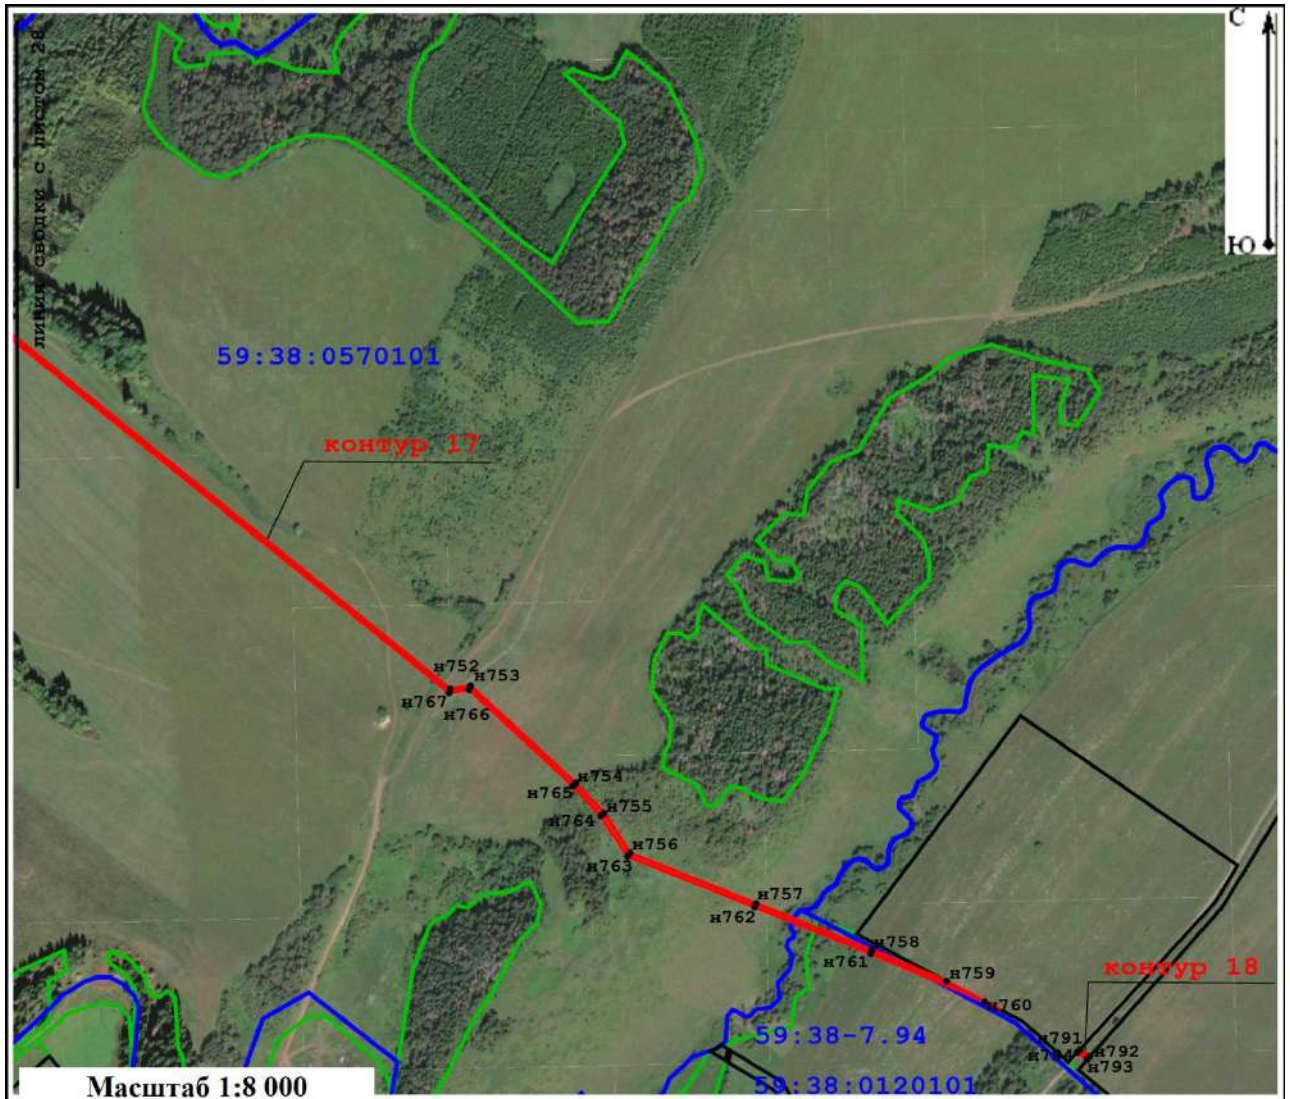 С
линия сводки с листом 28
Ю
59:38:0570101
контур 17
н752
н753
н767
н766
н754
н765
н755
н764
н756
н763
н757
н762
н758
н761
н759
контур 18
н760
59:38-7.94
н791
н792
н794
н793
59:38:0120101
Масштаб 1:8 000